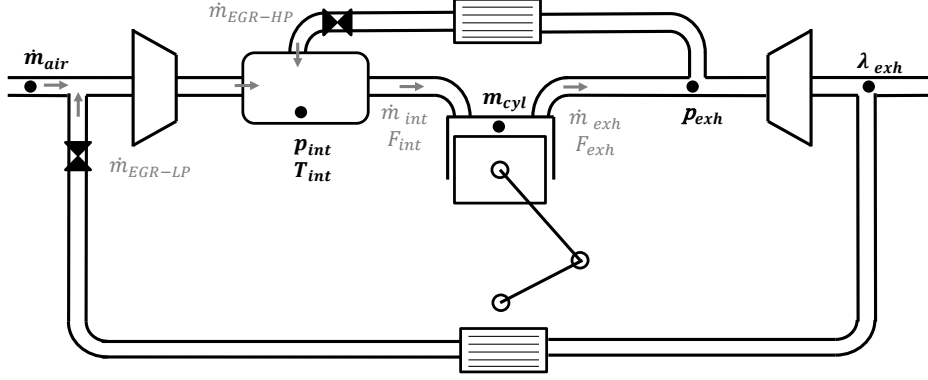 ṁ_EGR−HP
ṁ_air
λ_exh
ṁ_int
F_int
m_cyl
ṁ_exh
F_exh
p_exh
p_int
T_int
ṁ_EGR−LP